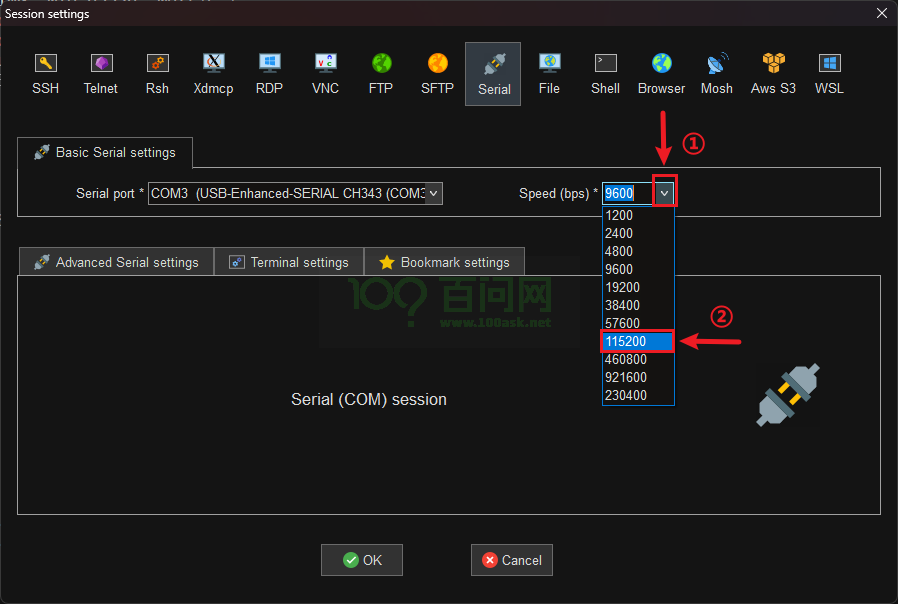 Session settings
SSH Telnet Rsh Xdmcp RDP VNC FTP SFTP Serial File Shell Browser Mosh Aws S3 WSL
①
Basic Serial settings
Serial port * COM3 (USB-Enhanced-SERIAL CH343 (COM3 Speed (bps) * 9600
1200
2400
4800
9600
19200
38400
57600
115200
②
460800
921600
230400
Advanced Serial settings Terminal settings Bookmark settings
100? 百问网
www.100ask.net
Serial (COM) session
OK Cancel